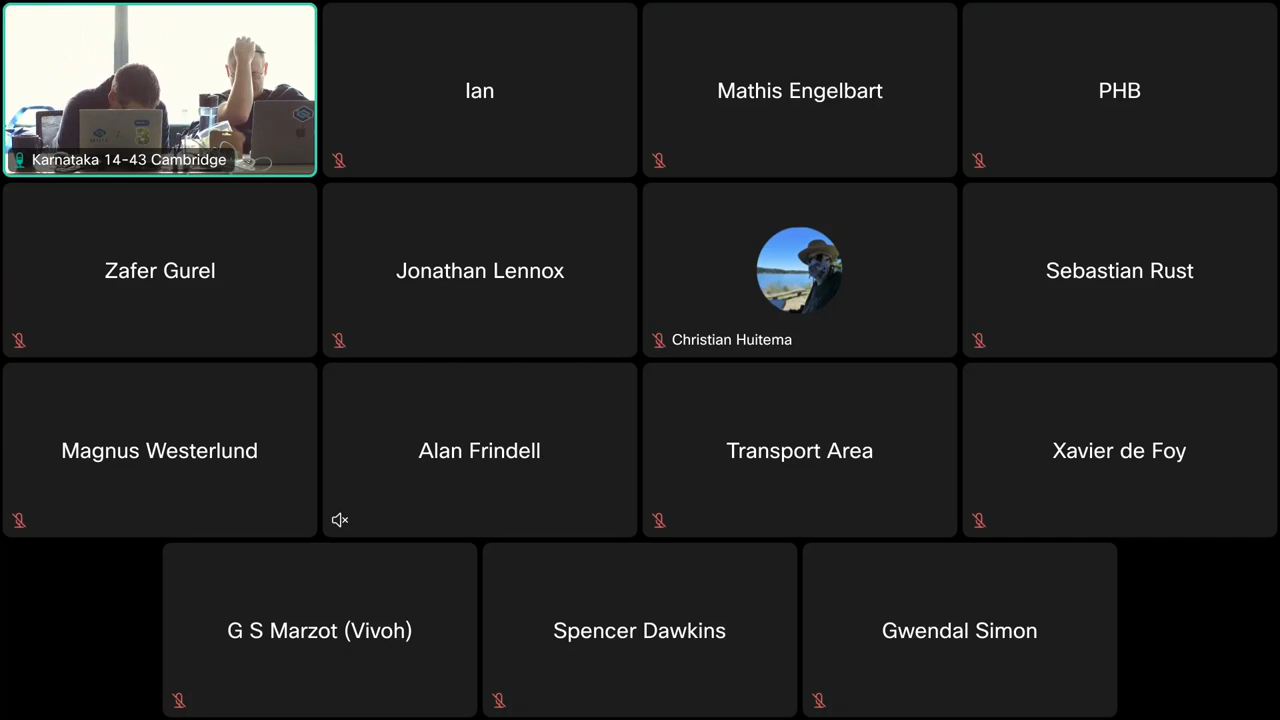 Karnataka 14-43 Cambridge
Ian
Mathis Engelbart
PHB
Zafer Gurel
Jonathan Lennox
Christian Huitema
Sebastian Rust
Magnus Westerlund
Alan Frindell
Transport Area
Xavier de Foy
G S Marzot (Vivoh)
Spencer Dawkins
Gwendal Simon